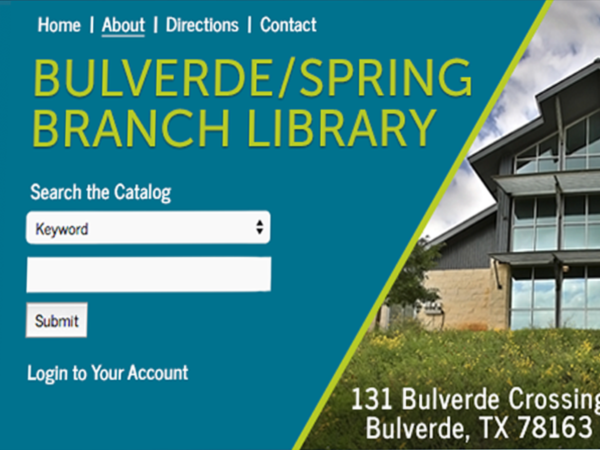 Home | About | Directions | Contact
BULVERDE/SPRING
BRANCH LIBRARY
Search the Catalog
Keyword
Submit
Login to Your Account
131 Bulverde Crossing
Bulverde, TX 78163